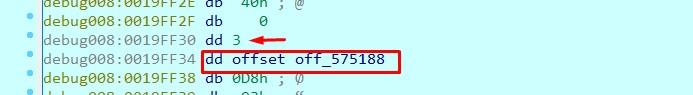 debug008:0019FF2E db 40h ; @
debug008:0019FF2F db 0
debug008:0019FF30 dd 3
debug008:0019FF34 dd offset off_575188
debug008:0019FF38 db 0D8h ; Ø